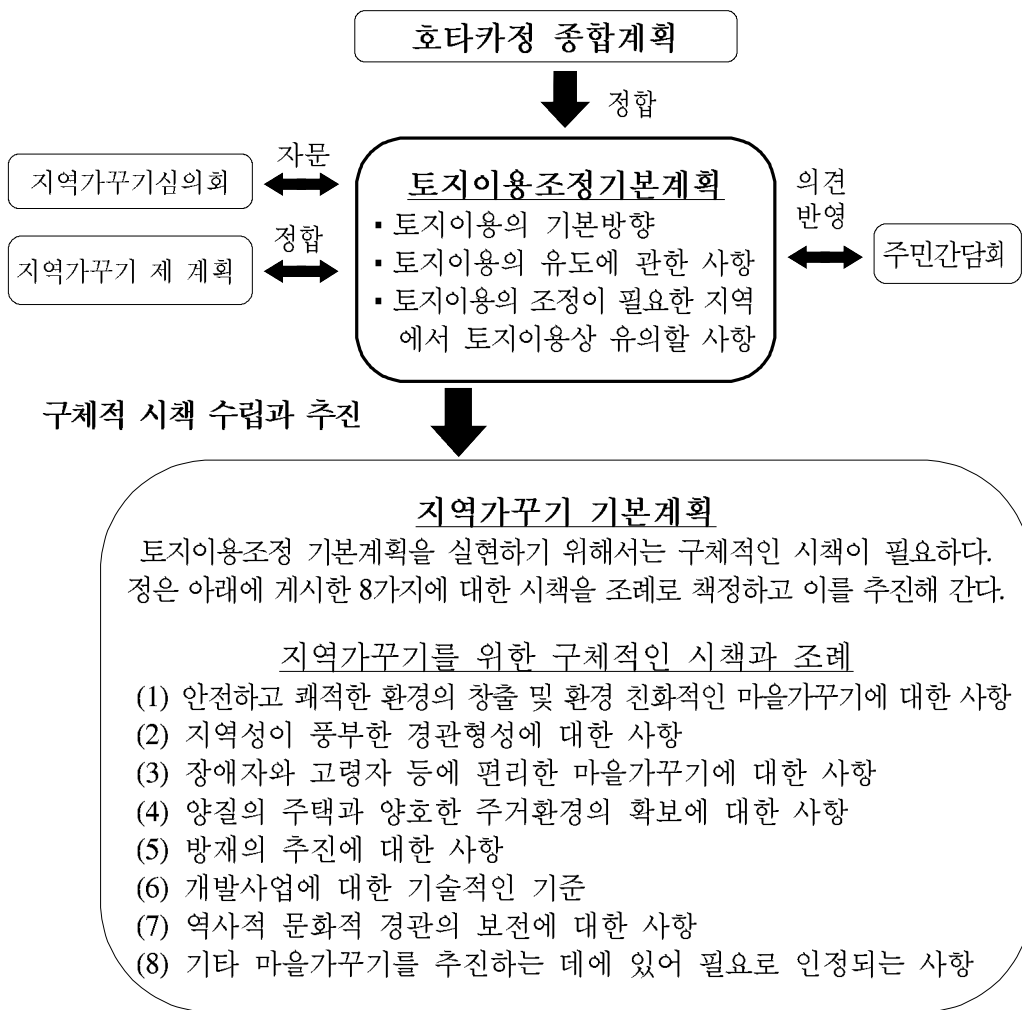 호타카정 종합계획
정합
지역가꾸기심의회
자문
지역가꾸기 제 계획
정합
토지이용조정기본계획
▪ 토지이용의 기본방향
▪ 토지이용의 유도에 관한 사항
▪ 토지이용의 조정이 필요한 지역
에서 토지이용상 유의할 사항
의견
반영
주민간담회
구체적 시책 수립과 추진
지역가꾸기 기본계획
토지이용조정 기본계획을 실현하기 위해서는 구체적인 시책이 필요하다.
정은 아래에 게시한 8가지에 대한 시책을 조례로 책정하고 이를 추진해 간다.
지역가꾸기를 위한 구체적인 시책과 조례
(1) 안전하고 쾌적한 환경의 창출 및 환경 친화적인 마을가꾸기에 대한 사항
(2) 지역성이 풍부한 경관형성에 대한 사항
(3) 장애자와 고령자 등에 편리한 마을가꾸기에 대한 사항
(4) 양질의 주택과 양호한 주거환경의 확보에 대한 사항
(5) 방재의 추진에 대한 사항
(6) 개발사업에 대한 기술적인 기준
(7) 역사적 문화적 경관의 보전에 대한 사항
(8) 기타 마을가꾸기를 추진하는 데에 있어 필요로 인정되는 사항